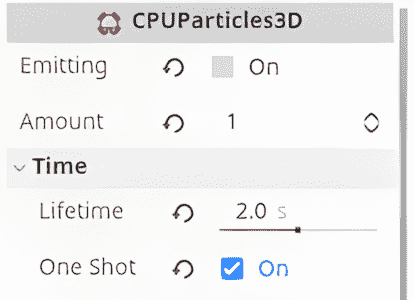 CPUParticles3D
Emitting On
Amount 1
Time
Lifetime 2.0 s
One Shot On